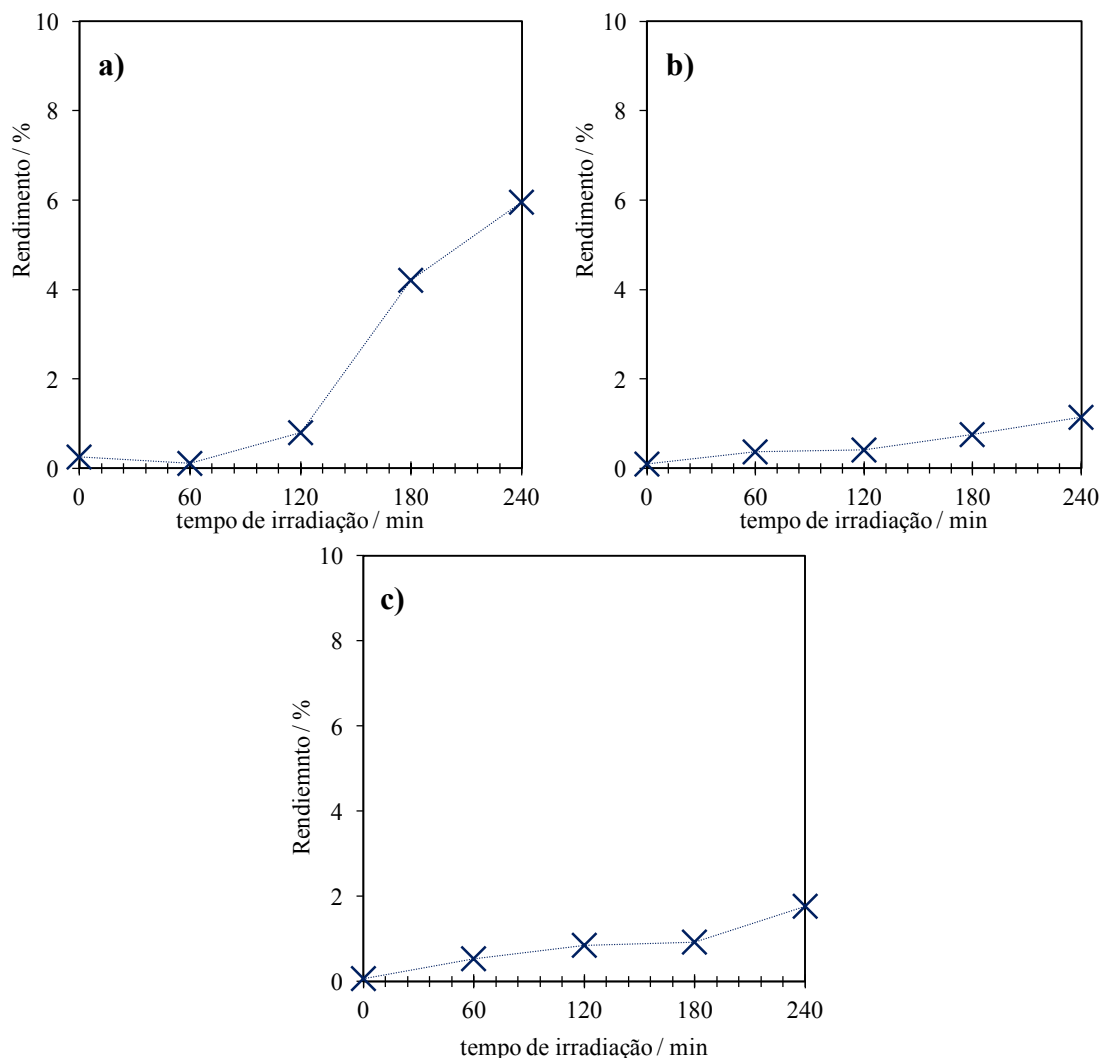 a)
Rendimento / %
10
8
6
4
2
0
0 60 120 180 240
tempo de irradiação / min
b)
Rendimento / %
10
8
6
4
2
0
0 60 120 180 240
tempo de irradiação / min
c)
Rendiemnto / %
10
8
6
4
2
0
0 60 120 180 240
tempo de irradiação / min